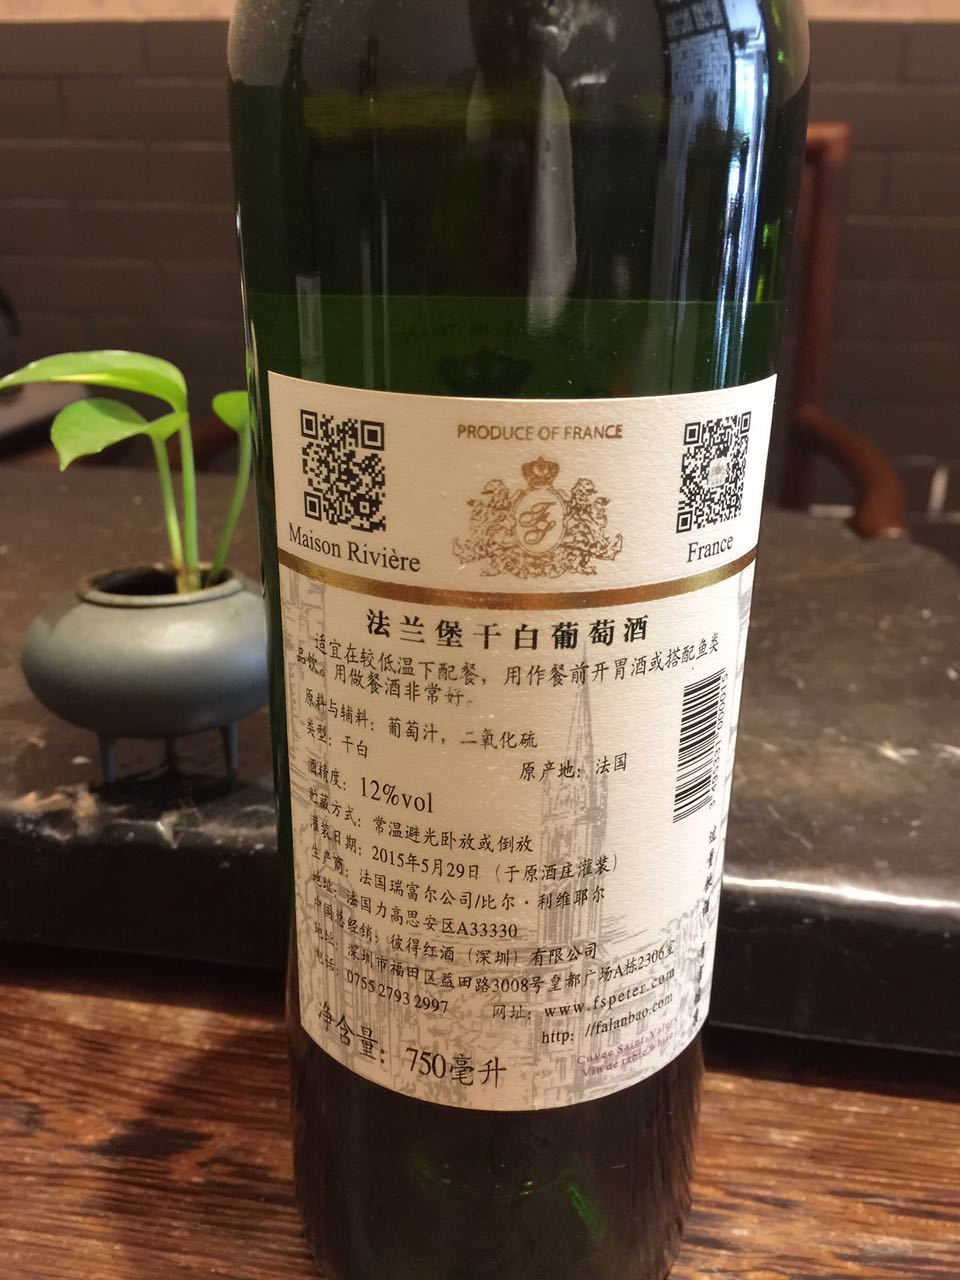 PRODUCE OF FRANCE
Maison Rivière
France
法兰堡干白葡萄酒
适宜在较低温下配餐，用作餐前开胃酒或搭配鱼类
品饮。用做餐酒非常好。
原料与辅料：葡萄汁，二氧化硫
类型：干白
原产地：法国
酒精度：12%vol
贮藏方式：常温避光卧放或倒放
灌装日期：2015年5月29日（于原酒庄灌装）
生产商：法国瑞富尔公司/比尔·利维耶尔
地址：法国力高思安区A33330
中国总经销：彼得红酒（深圳）有限公司
地址：深圳市福田区益田路3008号皇都广场A栋2306室
电话：0755 2793 2997
网址：www.fspeter.com
http：//falanbao.com
净含量：750毫升
Cuvée Saint Valery
Vin de table white